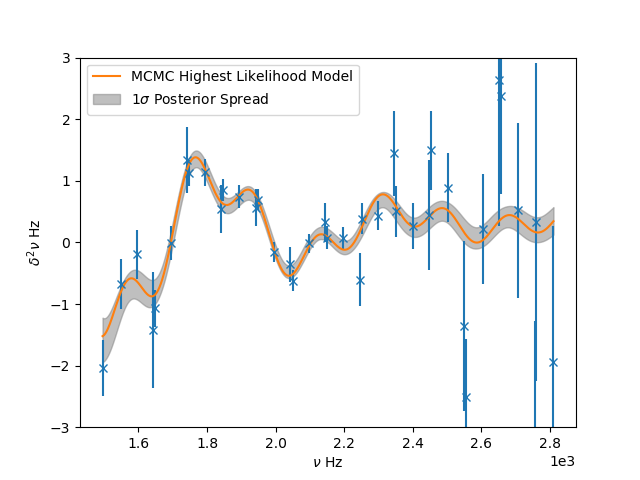 MCMC Highest Likelihood Model
1σ Posterior Spread
3
2
1
0
−1
−2
−3
δ²ν Hz
1.6
1.8
2.0
2.2
2.4
2.6
2.8
1e3
ν Hz